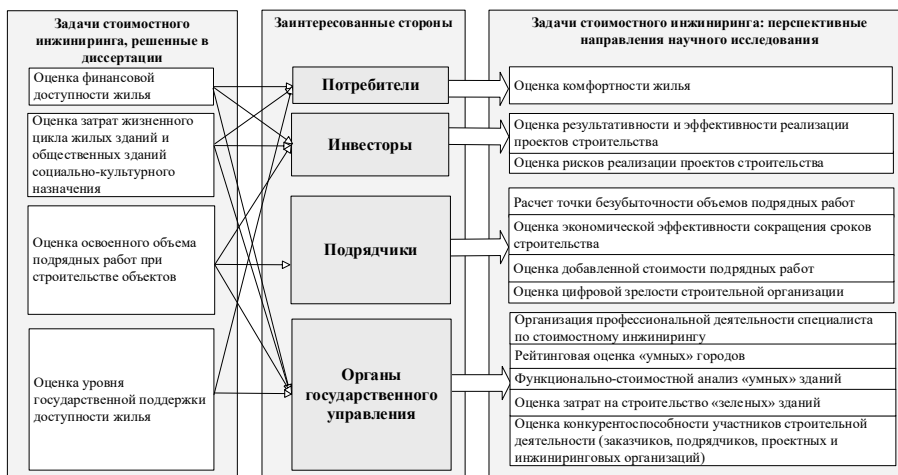 Задачи стоимостного
инжиниринга, решенные в
диссертации
Оценка финансовой
доступности жилья
Оценка затрат жизненного
цикла жилых зданий и
общественных зданий
социально-культурного
назначения
Оценка освоенного объема
подрядных работ при
строительстве объектов
Оценка уровня
государственной поддержки
доступности жилья
Заинтересованные стороны
Потребители
Инвесторы
Подрядчики
Органы
государственного
управления
Задачи стоимостного инжиниринга: перспективные
направления научного исследования
Оценка комфортности жилья
Оценка результативности и эффективности реализации
проектов строительства
Оценка рисков реализации проектов строительства
Расчет точки безубыточности объемов подрядных работ
Оценка экономической эффективности сокращения сроков
строительства
Оценка добавленной стоимости подрядных работ
Оценка цифровой зрелости строительной организации
Организация профессиональной деятельности специалиста
по стоимостному инжинирингу
Рейтинговая оценка «умных» городов
Функционально-стоимостной анализ «умных» зданий
Оценка затрат на строительство «зеленых» зданий
Оценка конкурентоспособности участников строительной
деятельности (заказчиков, подрядчиков, проектных и
инжиниринговых организаций)